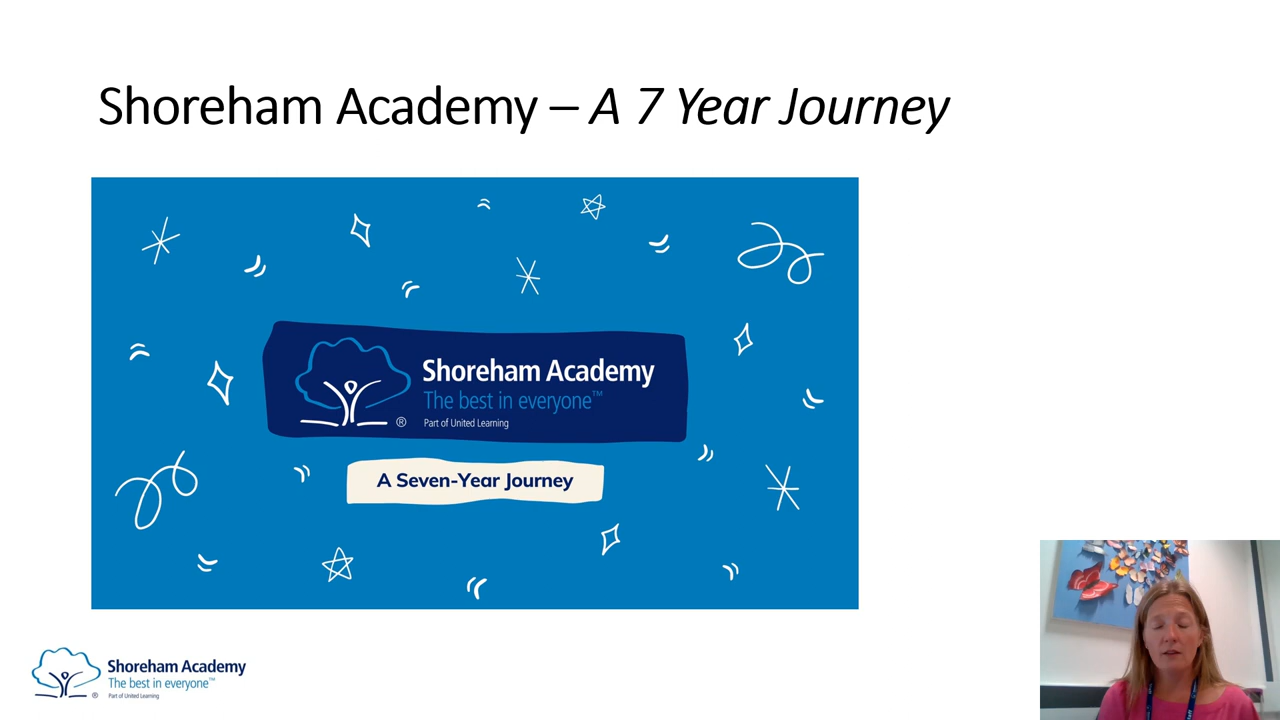 Shoreham Academy – A 7 Year Journey
Shoreham Academy
The best in everyone™
® Part of United Learning
A Seven-Year Journey
Shoreham Academy
The best in everyone™
® Part of United Learning